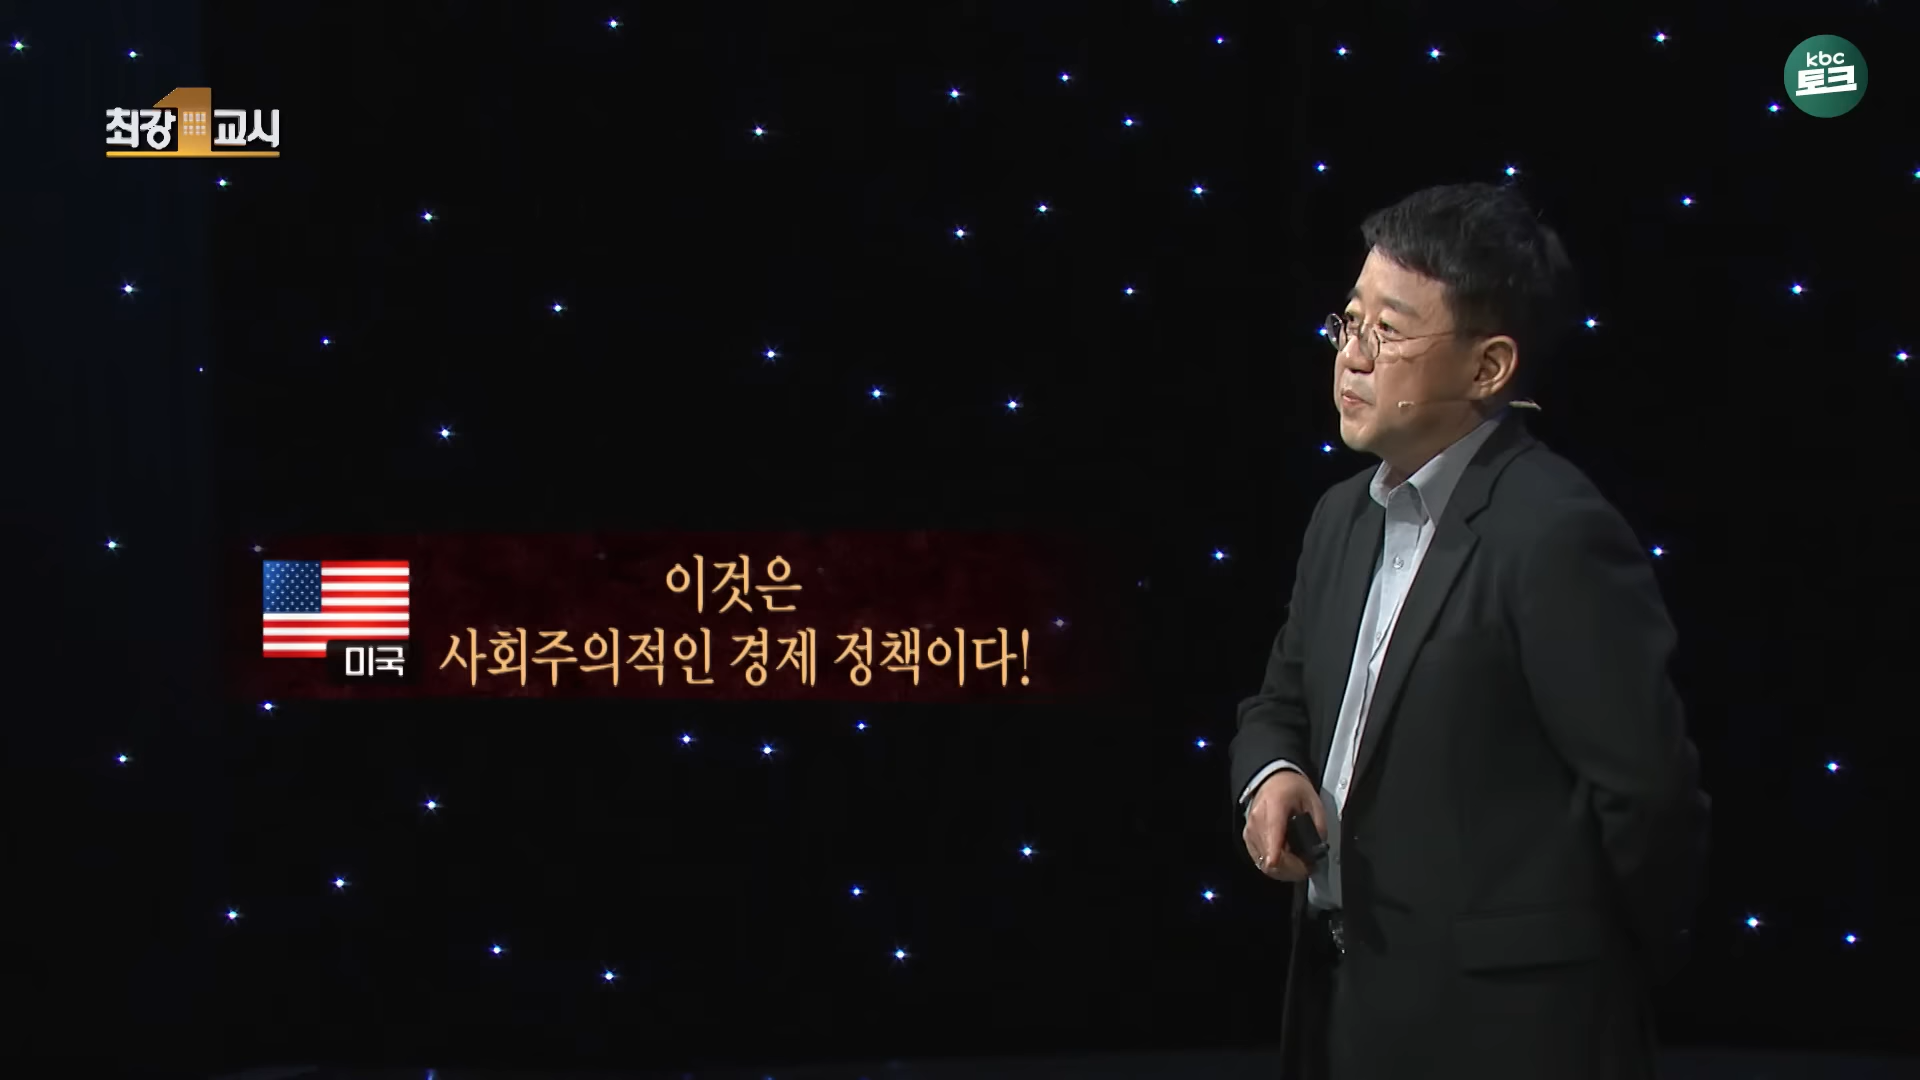 최강1교시
kbc
토크
이것은
사회주의적인 경제 정책이다!
미국